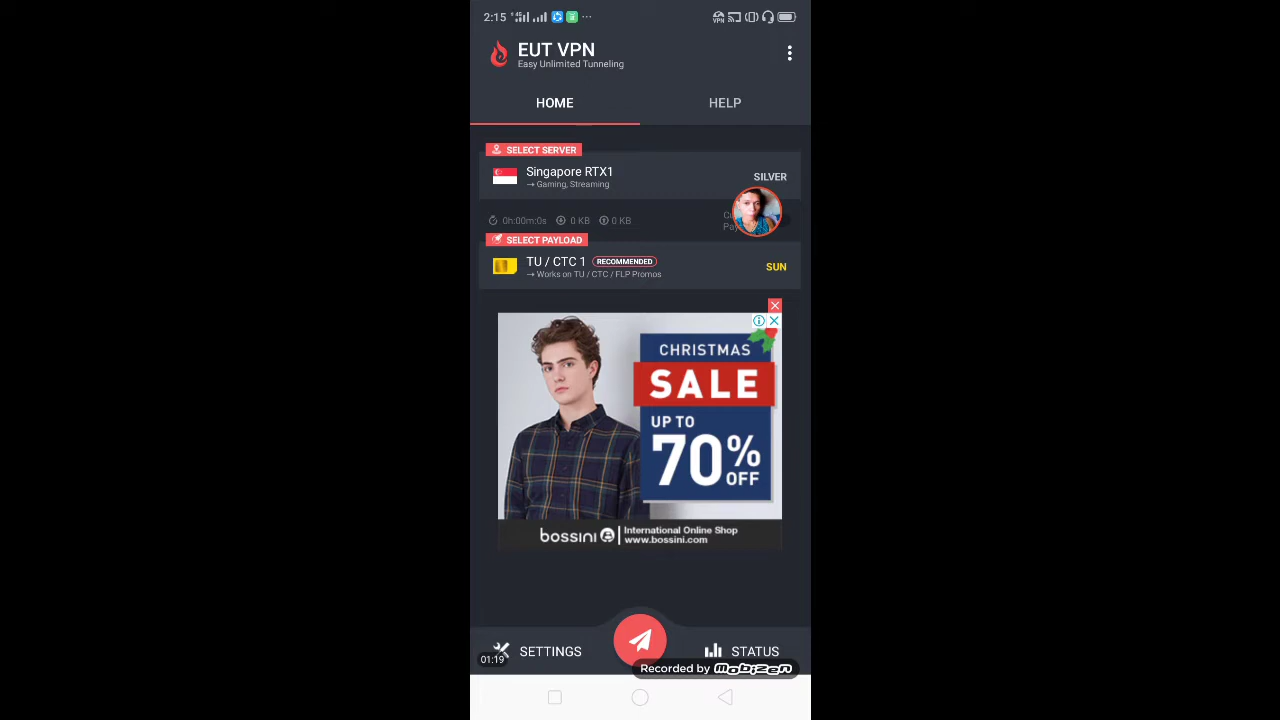 2:15
VPN
EUT VPN
Easy Unlimited Tunneling
HOME
HELP
SELECT SERVER
Singapore RTX1
→ Gaming, Streaming
SILVER
0h:00m:0s
0 KB
0 KB
SELECT PAYLOAD
TU / CTC 1
RECOMMENDED
→ Works on TU / CTC / FLP Promos
SUN
CHRISTMAS
SALE
UP TO
70%
OFF
bossini
International Online Shop
www.bossini.com
SETTINGS
STATUS
01:19
Recorded by Mobizen